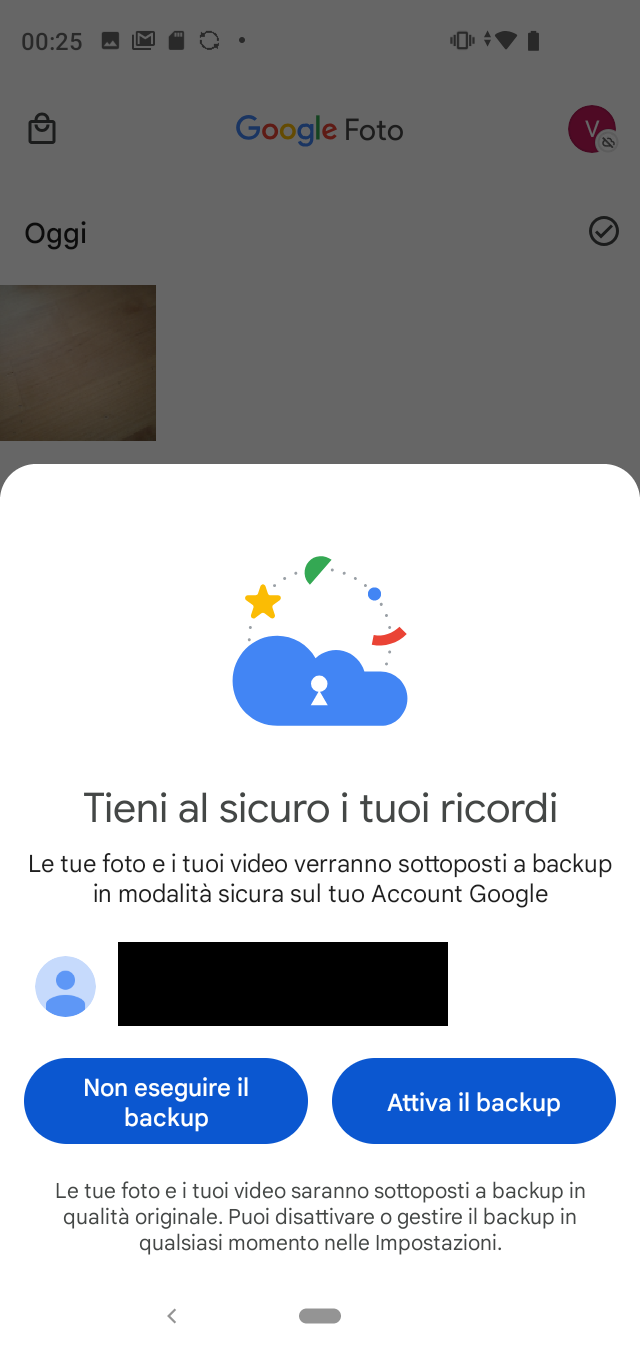 00:25
Google Foto
V
Oggi
Tieni al sicuro i tuoi ricordi
Le tue foto e i tuoi video verranno sottoposti a backup
in modalità sicura sul tuo Account Google
Non eseguire il
backup
Attiva il backup
Le tue foto e i tuoi video saranno sottoposti a backup in
qualità originale. Puoi disattivare o gestire il backup in
qualsiasi momento nelle Impostazioni.